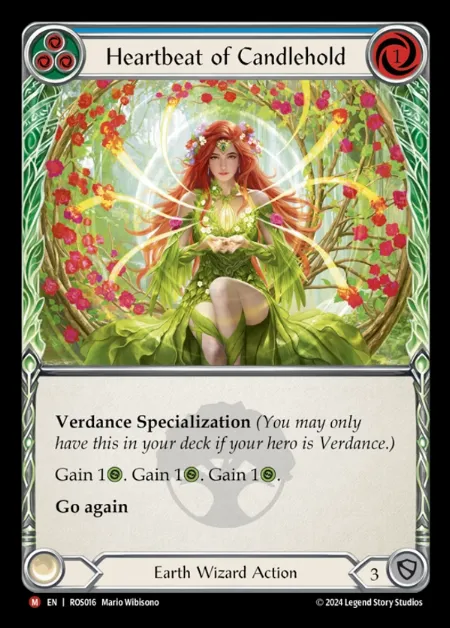 Heartbeat of Candlehold
1
Verdance Specialization (You may only
have this in your deck if your hero is Verdance.)
Gain 1. Gain 1. Gain 1.
Go again
Earth Wizard Action
3
M EN | ROS016 Mario Wibisono
© 2024 Legend Story Studios